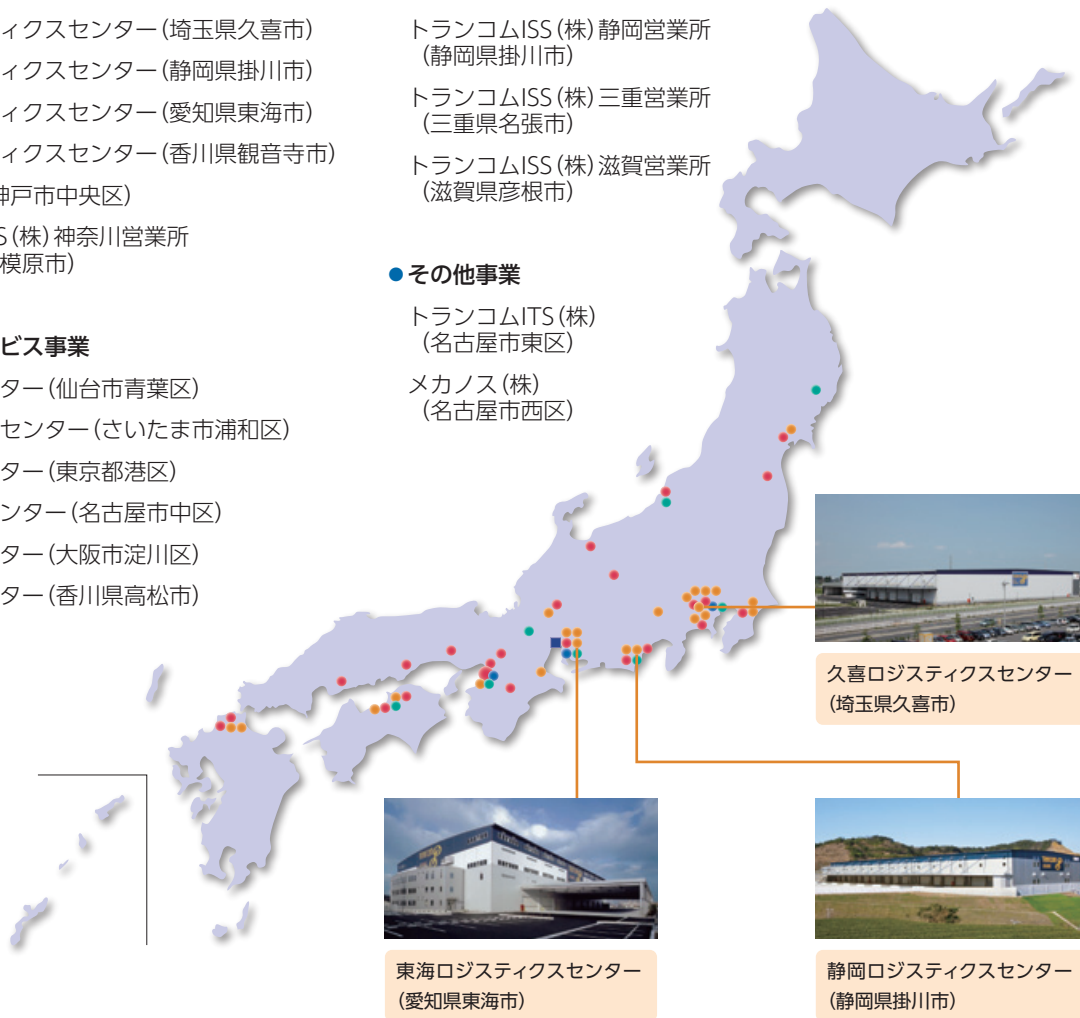 ィクスセンター(埼玉県久喜市)
ィクスセンター(静岡県掛川市)
ィクスセンター(愛知県東海市)
ィクスセンター(香川県観音寺市)
神戸市中央区)
S(株)神奈川営業所
模原市)
ビス事業
ター(仙台市青葉区)
センター(さいたま市浦和区)
ター(東京都港区)
ンター(名古屋市中区)
ター(大阪市淀川区)
ター(香川県高松市)
トランコムISS(株)静岡営業所
(静岡県掛川市)
トランコムISS(株)三重営業所
(三重県名張市)
トランコムISS(株)滋賀営業所
(滋賀県彦根市)
●その他事業
トランコムITS(株)
(名古屋市東区)
メカノス(株)
(名古屋市西区)
久喜ロジスティクスセンター
(埼玉県久喜市)
東海ロジスティクスセンター
(愛知県東海市)
静岡ロジスティクスセンター
(静岡県掛川市)